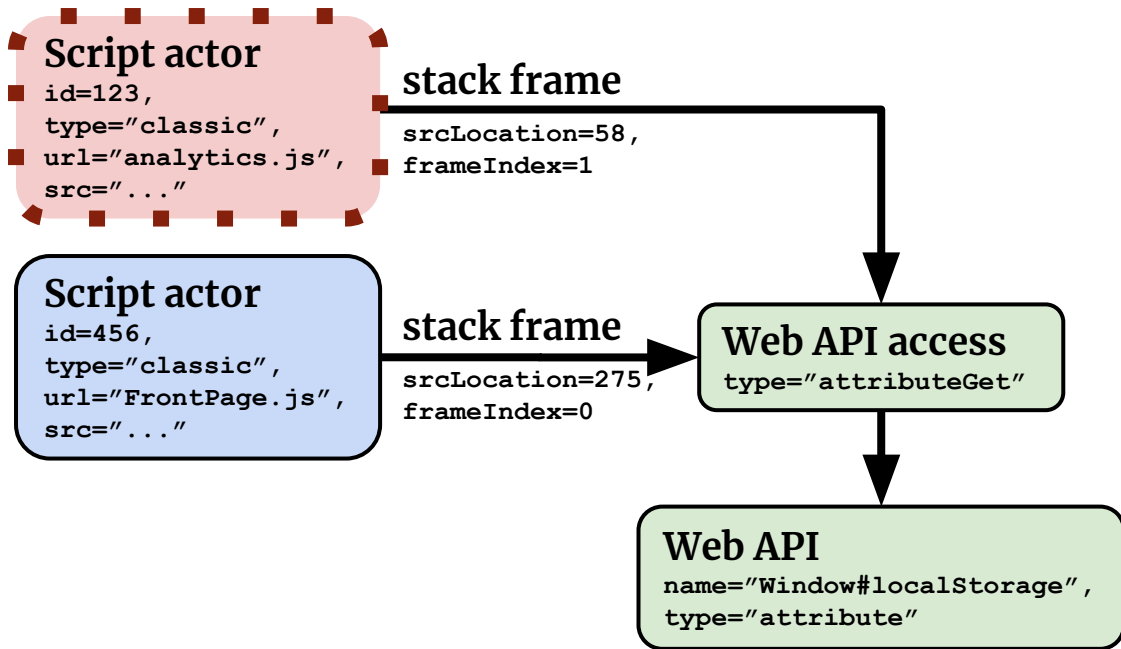 Script actor
id=123,
type="classic",
url="analytics.js",
src="..."
stack frame
srcLocation=58,
frameIndex=1
Script actor
id=456,
type="classic",
url="FrontPage.js",
src="..."
stack frame
srcLocation=275,
frameIndex=0
Web API access
type="attributeGet"
Web API
name="Window#localStorage",
type="attribute"